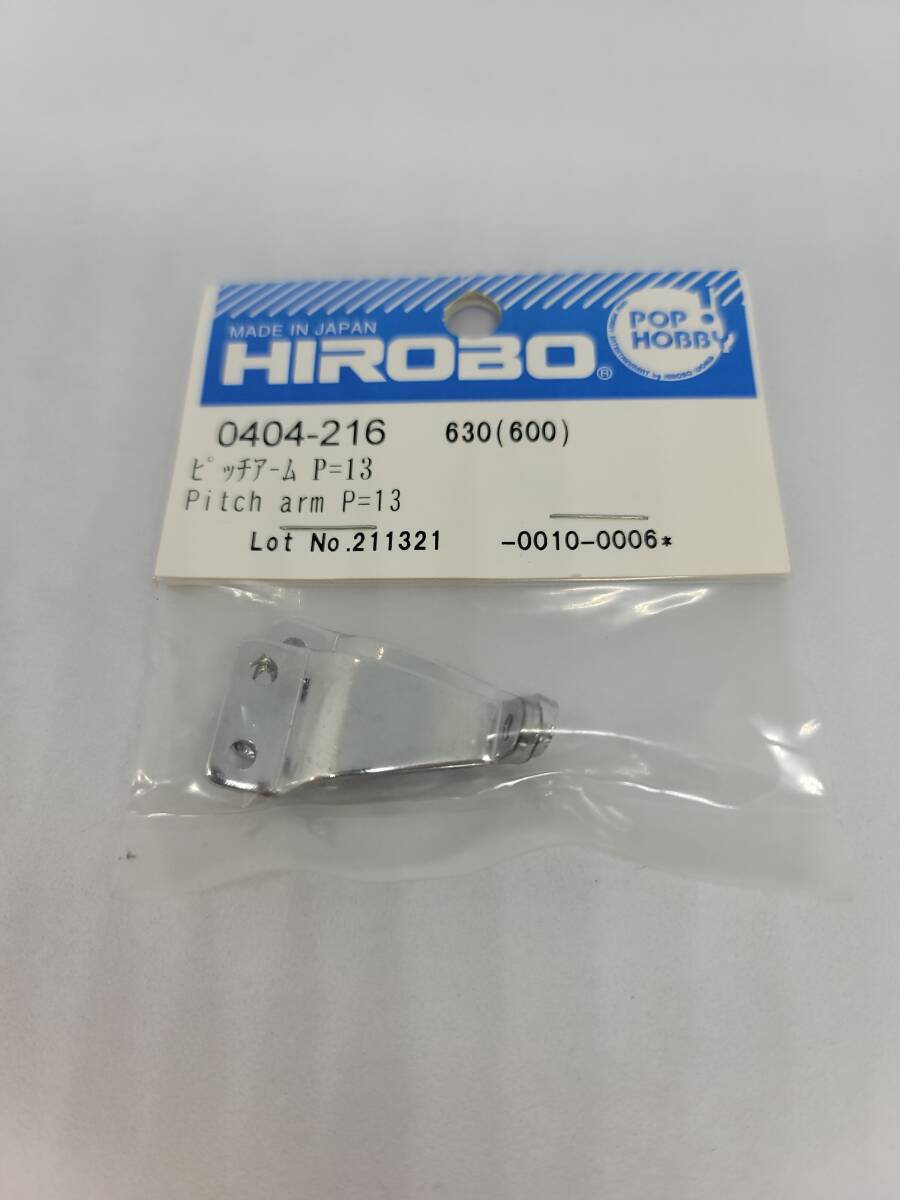 MADE IN JAPAN
HIROBO®
POP!
HOBBY
0404-216 630(600)
ﾋﾟｯﾁｱｰﾑ P=13
Pitch arm P=13
Lot No.211321 -0010-0006*